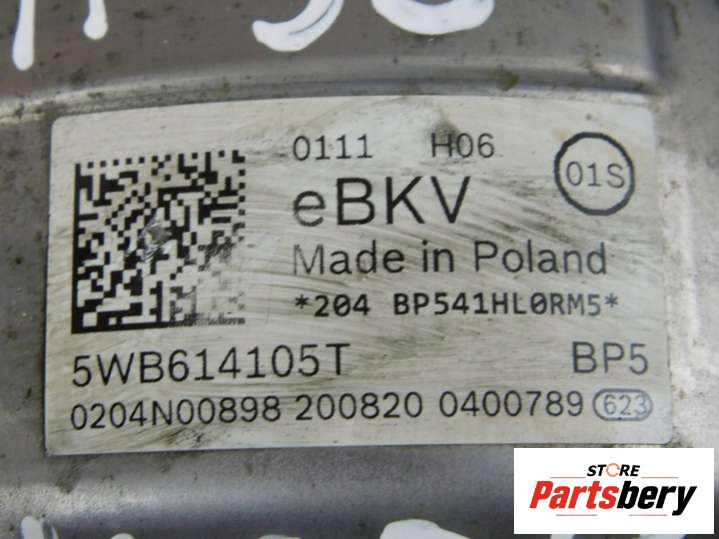 0111 H06
01S
eBKV
Made in Poland
*204 BP541HL0RM5*
5WB614105T BP5
0204N00898 200820 0400789 623
STORE
Partsbery